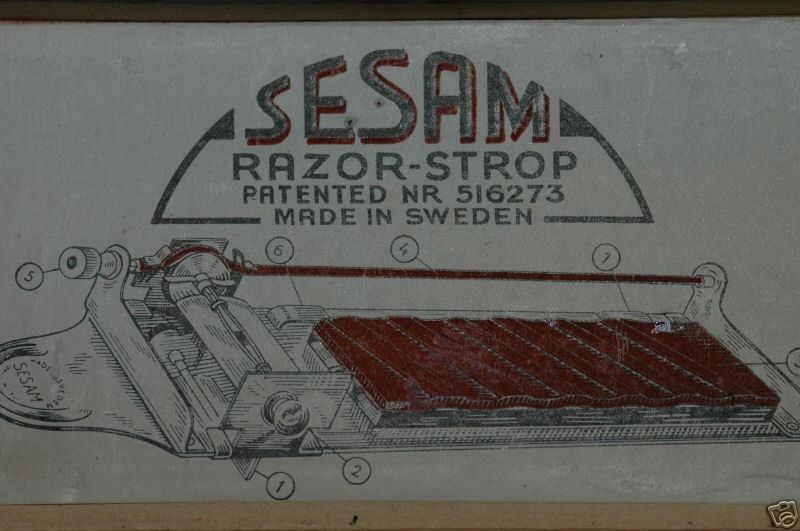 SESAM
RAZOR-STROP
PATENTED NR 516273
MADE IN SWEDEN
6
4
7
5
SESAM
2
1